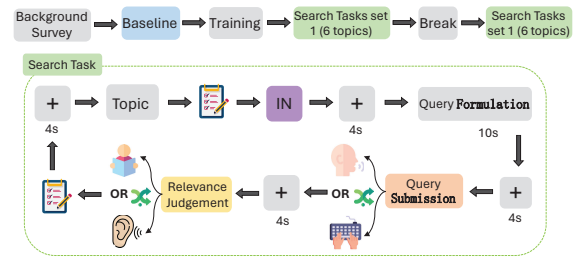 Background
Survey
Baseline
Training
Search Tasks set
1 (6 topics)
Break
Search Tasks
set 1 (6 topics)
Search Task
+
4s
Topic
IN
+
4s
Query Formulation
10s
+
4s
Query
Submission
OR
+
4s
Relevance
Judgement
OR